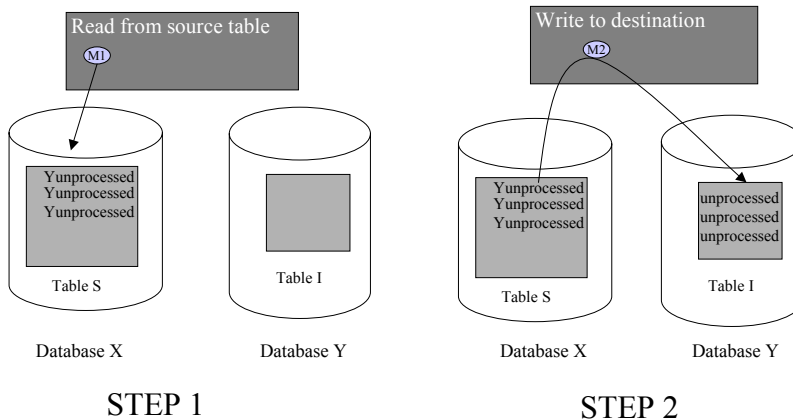 Read from source table
M1
Yunprocessed
Yunprocessed
Yunprocessed
Table S
Table I
Database X
Database Y
STEP 1
Write to destination
M2
Yunprocessed
Yunprocessed
Yunprocessed
unprocessed
unprocessed
unprocessed
Table S
Table I
Database X
Database Y
STEP 2